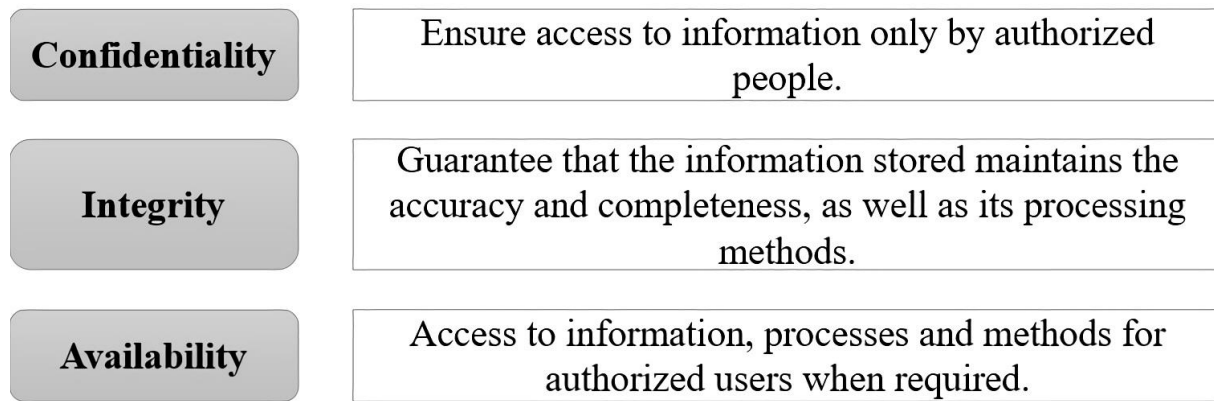 Confidentiality
Ensure access to information only by authorized
people.
Integrity
Guarantee that the information stored maintains the
accuracy and completeness, as well as its processing
methods.
Availability
Access to information, processes and methods for
authorized users when required.